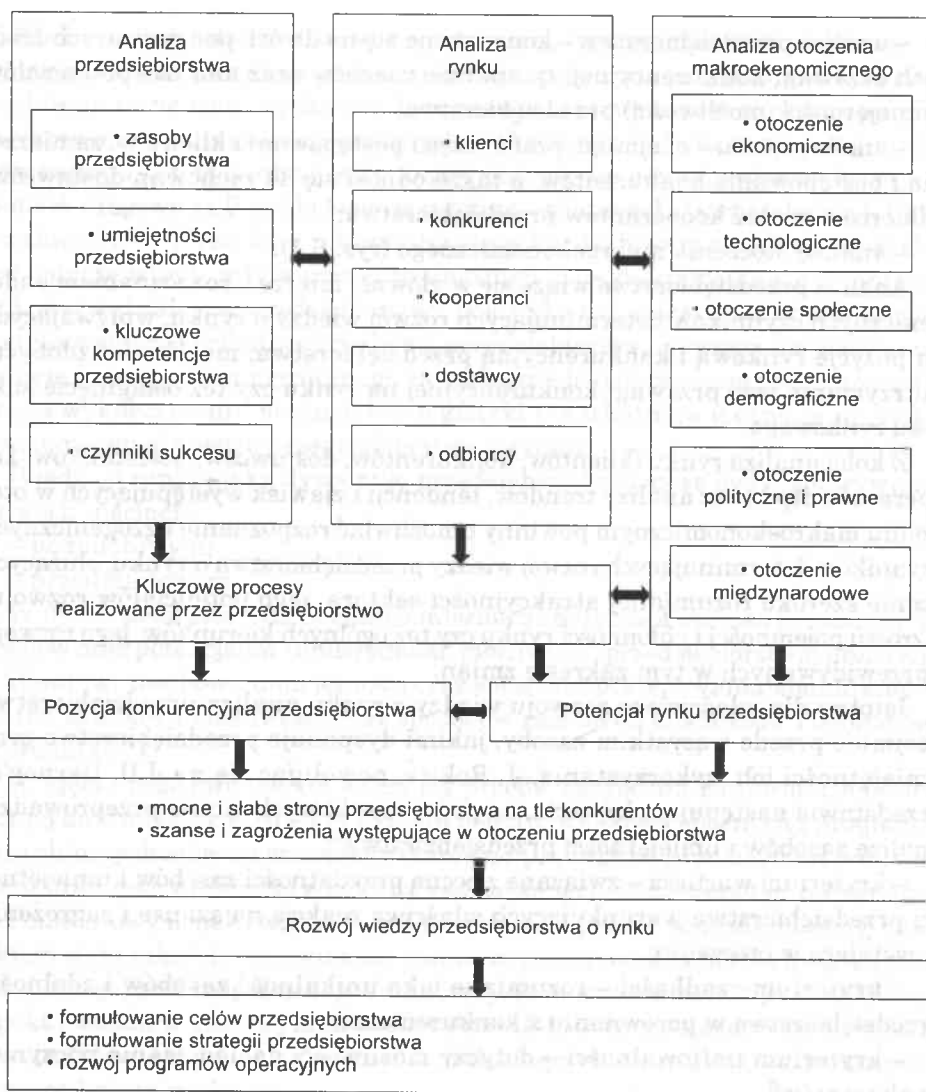 Analiza
przedsiębiorstwa
• zasoby
przedsiębiorstwa
• umiejętności
przedsiębiorstwa
• kluczowe
kompetencje
przedsiębiorstwa
• czynniki sukcesu
Analiza
rynku
• klienci
• konkurenci
• kooperanci
• dostawcy
• odbiorcy
Analiza otoczenia
makroekenomicznego
• otoczenie
ekonomiczne
• otoczenie
technologiczne
• otoczenie społeczne
• otoczenie
demograficzne
• otoczenie
polityczne i prawne
• otoczenie
międzynarodowe
Kluczowe procesy
realizowane przez przedsiębiorstwo
Pozycja konkurencyjna przedsiębiorstwa
Potencjał rynku przedsiębiorstwa
• mocne i słabe strony przedsiębiorstwa na tle konkurentów
• szanse i zagrożenia występujące w otoczeniu przedsiębiorstwa
Rozwój wiedzy przedsiębiorstwa o rynku
• formułowanie celów przedsiębiorstwa
• formułowanie strategii przedsiębiorstwa
• rozwój programów operacyjnych